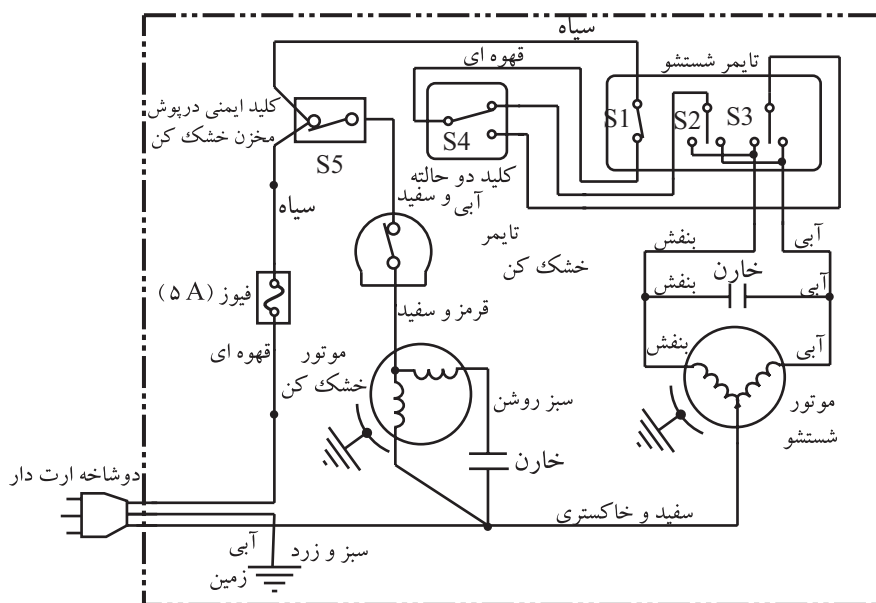 سیاه
قهوه ای
تایمر شستشو
کلید ایمنی درپوش
مخزن خشک کن
S5
S4
S1
S2
S3
کلید دو حالته
آبی و سفید
سیاه
تایمر
خشک کن
بنفش
آبی
خازن
بنفش
آبی
فیوز (۵ A)
قرمز و سفید
قهوه ای
موتور
خشک کن
بنفش
آبی
سبز روشن
موتور
شستشو
خازن
دوشاخه ارت دار
سفید و خاکستری
آبی
سبز و زرد
زمین